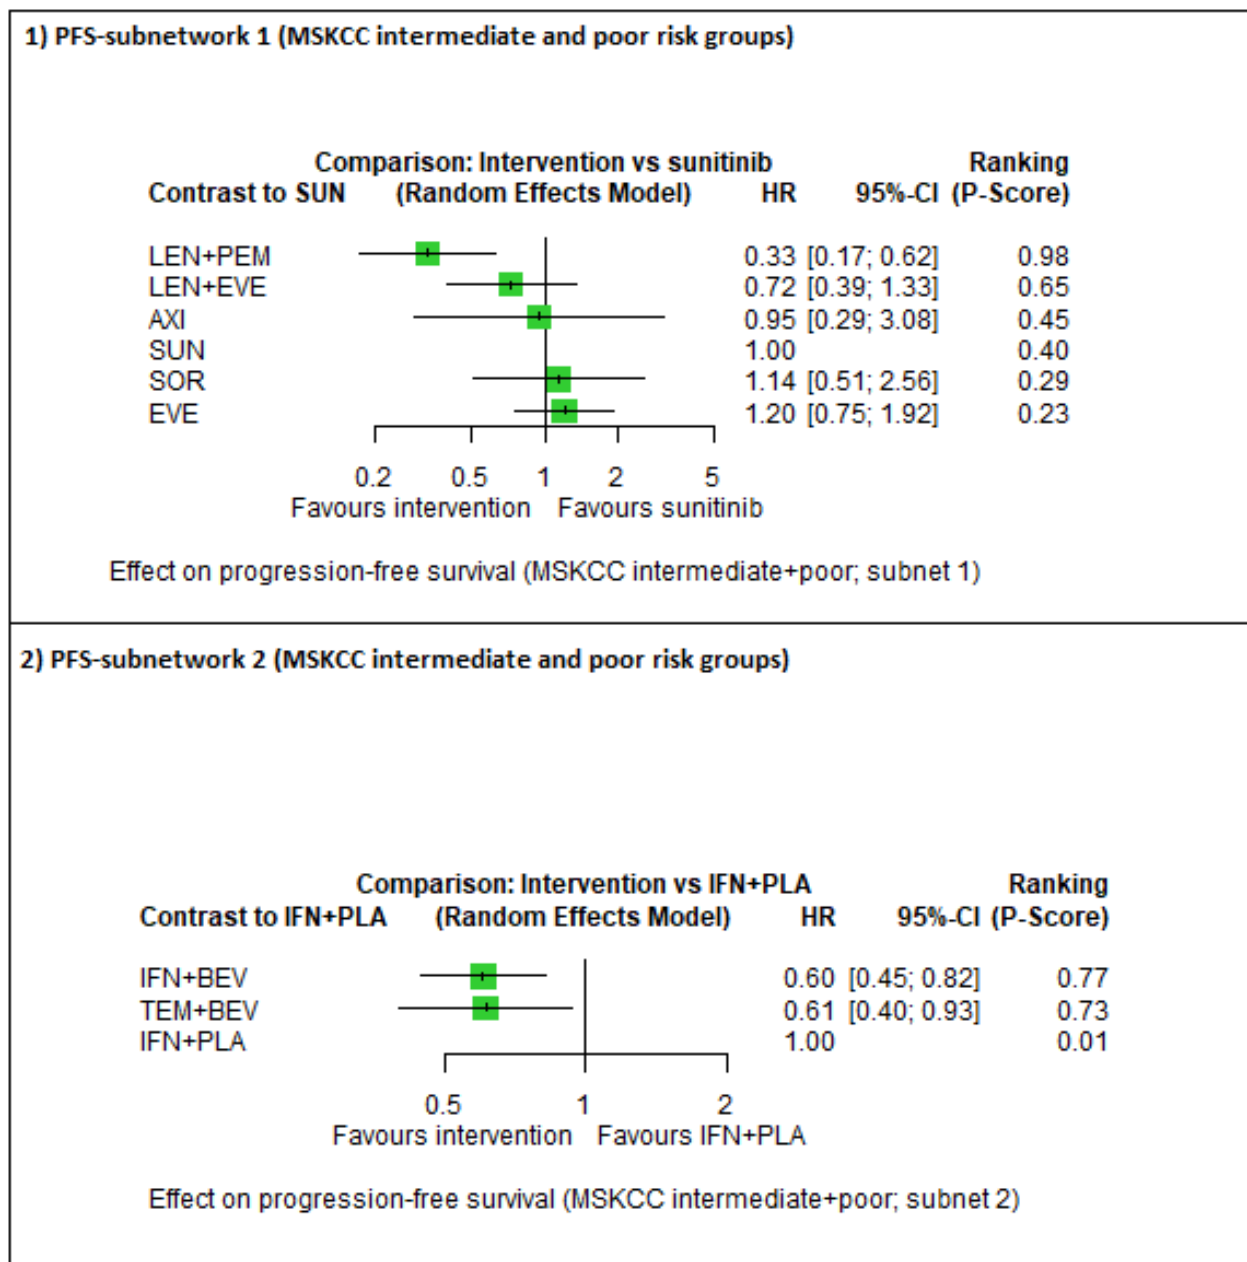 1) PFS-subnetwork 1 (MSKCC intermediate and poor risk groups)
Comparison: Intervention vs sunitinib Ranking
Contrast to SUN (Random Effects Model) HR 95%-CI (P-Score)
LEN+PEM 0.33 [0.17; 0.62] 0.98
LEN+EVE 0.72 [0.39; 1.33] 0.65
AXI 0.95 [0.29; 3.08] 0.45
SUN 1.00 0.40
SOR 1.14 [0.51; 2.56] 0.29
EVE 1.20 [0.75; 1.92] 0.23
0.2 0.5 1 2 5
Favours intervention Favours sunitinib
Effect on progression-free survival (MSKCC intermediate+poor; subnet 1)
2) PFS-subnetwork 2 (MSKCC intermediate and poor risk groups)
Comparison: Intervention vs IFN+PLA Ranking
Contrast to IFN+PLA (Random Effects Model) HR 95%-CI (P-Score)
IFN+BEV 0.60 [0.45; 0.82] 0.77
TEM+BEV 0.61 [0.40; 0.93] 0.73
IFN+PLA 1.00 0.01
0.5 1 2
Favours intervention Favours IFN+PLA
Effect on progression-free survival (MSKCC intermediate+poor; subnet 2)